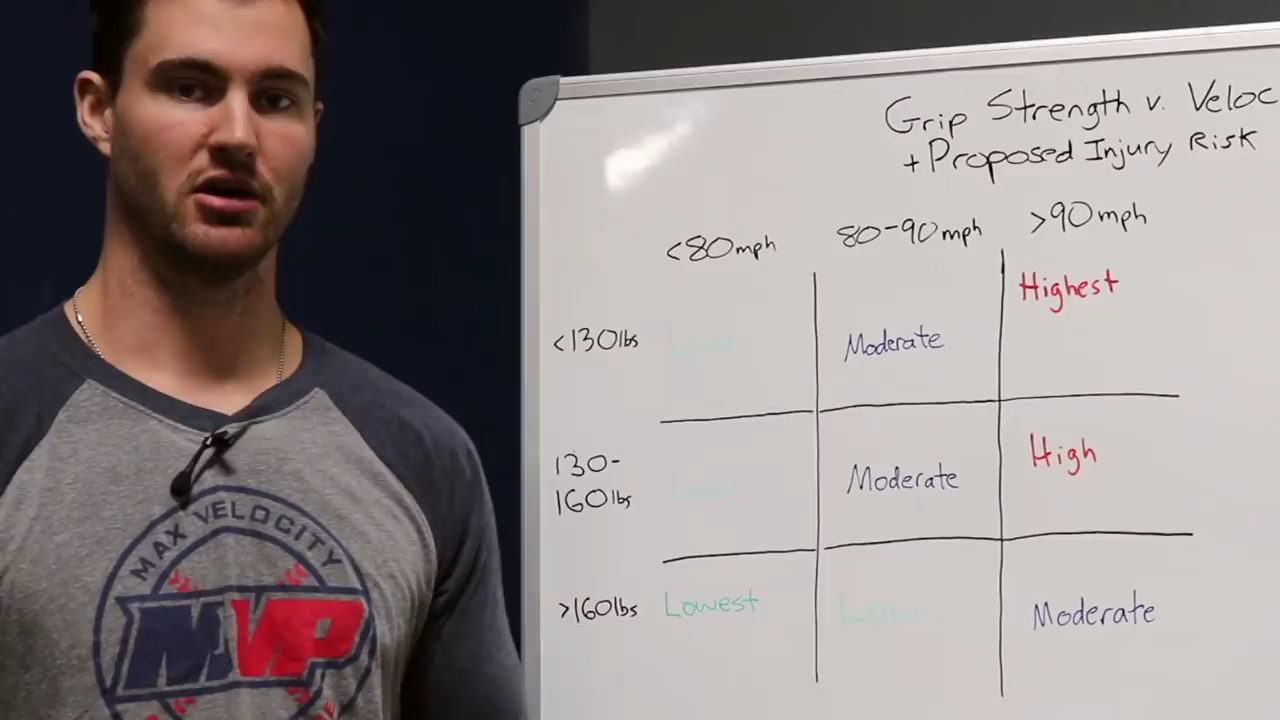 Grip Strength v. Veloc
+ Proposed Injury Risk
<80mph 80-90mph >90mph
Highest
<130lbs Low Moderate
130-
160lbs Low Moderate High
>160lbs Lowest Low Moderate
MAX VELOCITY
MVP